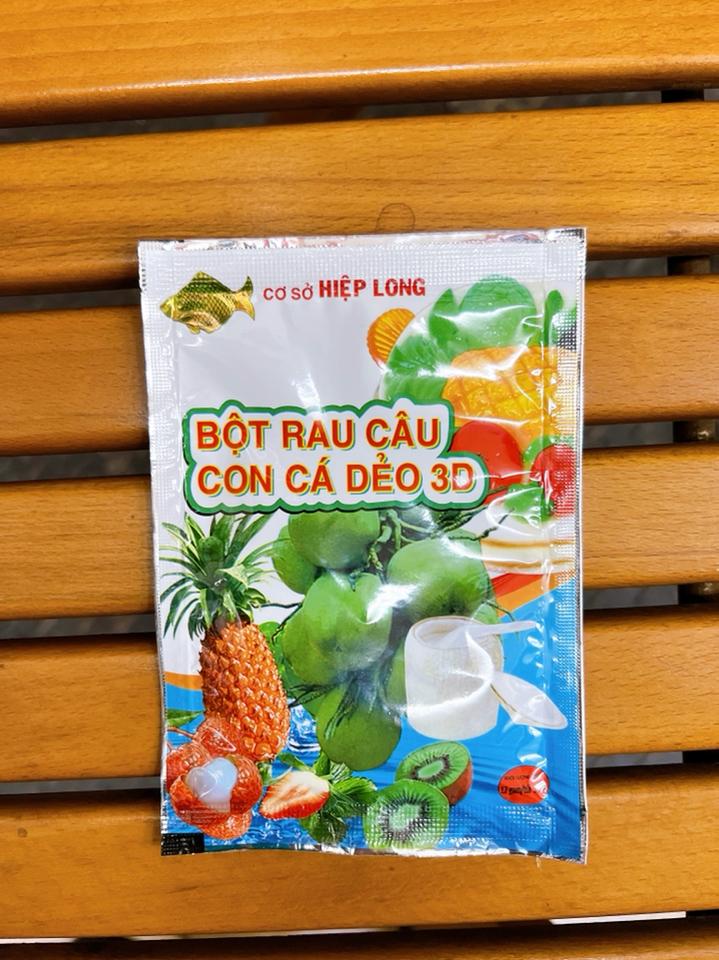 CƠ SỞ HIỆP LONG
BỘT RAU CÂU
CON CÁ DẺO 3D